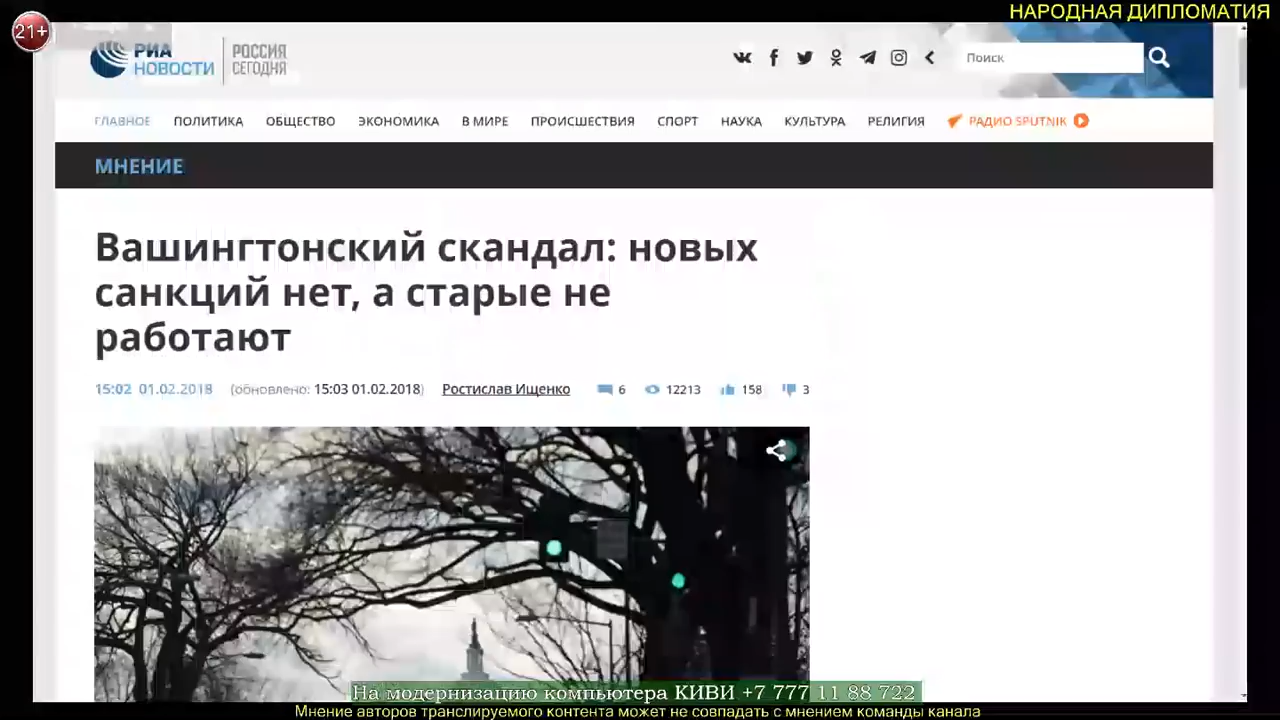 НАРОДНАЯ ДИПЛОМАТИЯ
21+
РИА
НОВОСТИ
РОССИЯ
СЕГОДНЯ
Поиск
ГЛАВНОЕ ПОЛИТИКА ОБЩЕСТВО ЭКОНОМИКА В МИРЕ ПРОИСШЕСТВИЯ СПОРТ НАУКА КУЛЬТУРА РЕЛИГИЯ РАДИО SPUTNIK
МНЕНИЕ
Вашингтонский скандал: новых
санкций нет, а старые не
работают
15:02 01.02.2018 (обновлено: 15:03 01.02.2018) Ростислав Ищенко 6 12213 158 3
На модернизацию компьютера КИВИ +7 777 11 88 722
Мнение авторов транслируемого контента может не совпадать с мнением команды канала